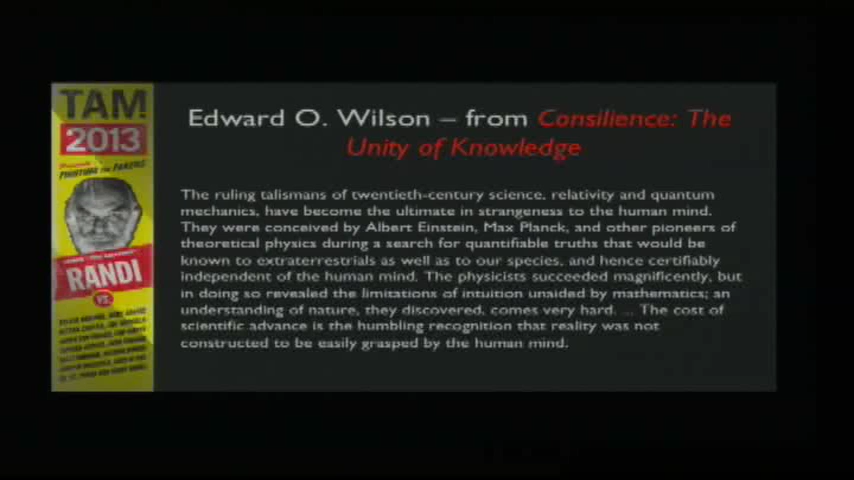 TAM!
2013
FIGHTING THE FAKERS!
RANDI
VS.
Edward O. Wilson – from Consilience: The
Unity of Knowledge
The ruling talismans of twentieth-century science, relativity and quantum
mechanics, have become the ultimate in strangeness to the human mind.
They were conceived by Albert Einstein, Max Planck, and other pioneers of
theoretical physics during a search for quantifiable truths that would be
known to extraterrestrials as well as to our species, and hence certifiably
independent of the human mind. The physicists succeeded magnificently, but
in doing so revealed the limitations of intuition unaided by mathematics; an
understanding of nature, they discovered, comes very hard. ... The cost of
scientific advance is the humbling recognition that reality was not
constructed to be easily grasped by the human mind.